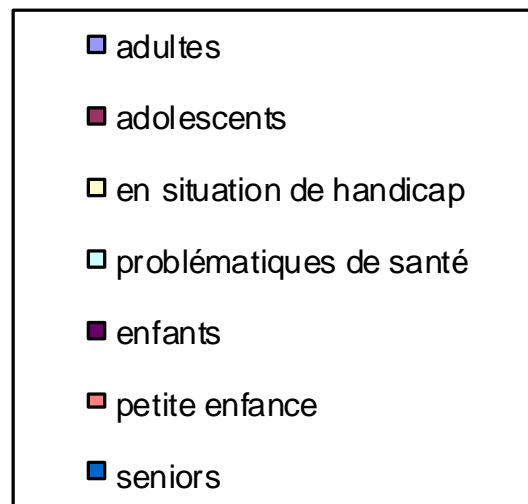 adultes
adolescents
en situation de handicap
problématiques de santé
enfants
petite enfance
seniors